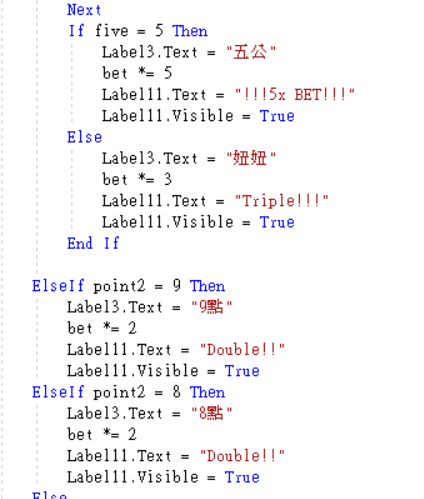 Next
If five = 5 Then
Label3.Text = "五公"
bet *= 5
Label11.Text = "!!!5x BET!!!"
Label11.Visible = True
Else
Label3.Text = "妞妞"
bet *= 3
Label11.Text = "Triple!!!"
Label11.Visible = True
End If
ElseIf point2 = 9 Then
Label3.Text = "9點"
bet *= 2
Label11.Text = "Double!!"
Label11.Visible = True
ElseIf point2 = 8 Then
Label3.Text = "8點"
bet *= 2
Label11.Text = "Double!!"
Label11.Visible = True
Else